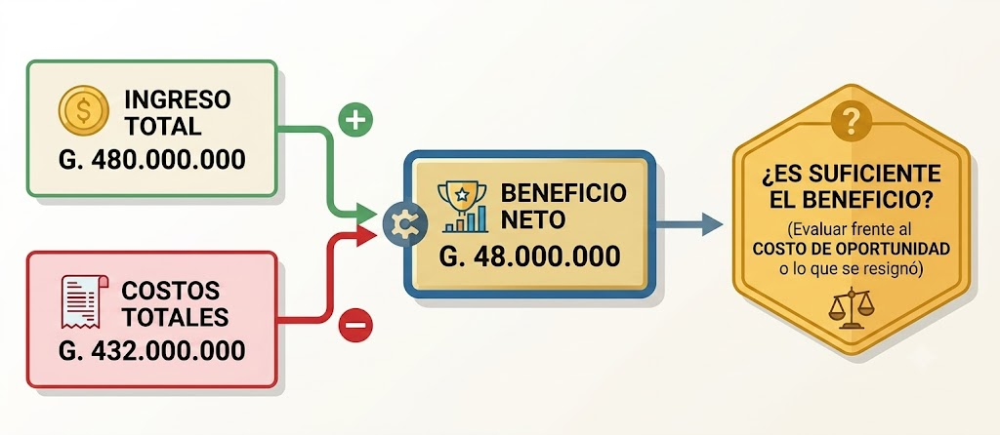 INGRESO
TOTAL
G. 480.000.000
COSTOS
TOTALES
G. 432.000.000
BENEFICIO
NETO
G. 48.000.000
?
¿ES SUFICIENTE
EL BENEFICIO?
(Evaluar frente al
COSTO DE OPORTUNIDAD
o lo que se resignó)